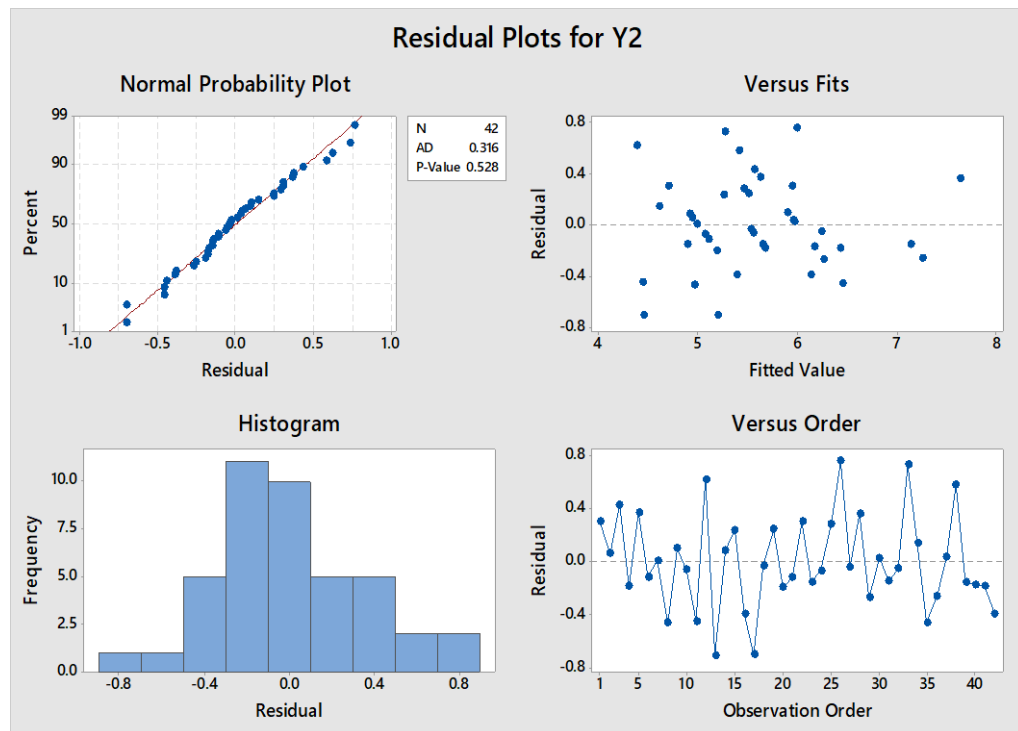 Residual Plots for Y2
Normal Probability Plot
99
90
50
10
1
Percent
-1.0 -0.5 0.0 0.5 1.0
Residual
N 42
AD 0.316
P-Value 0.528
Versus Fits
0.8
0.4
0.0
-0.4
-0.8
Residual
4 5 6 7 8
Fitted Value
Histogram
10.0
7.5
5.0
2.5
0.0
Frequency
-0.8 -0.4 0.0 0.4 0.8
Residual
Versus Order
0.8
0.4
0.0
-0.4
-0.8
Residual
1 5 10 15 20 25 30 35 40
Observation Order